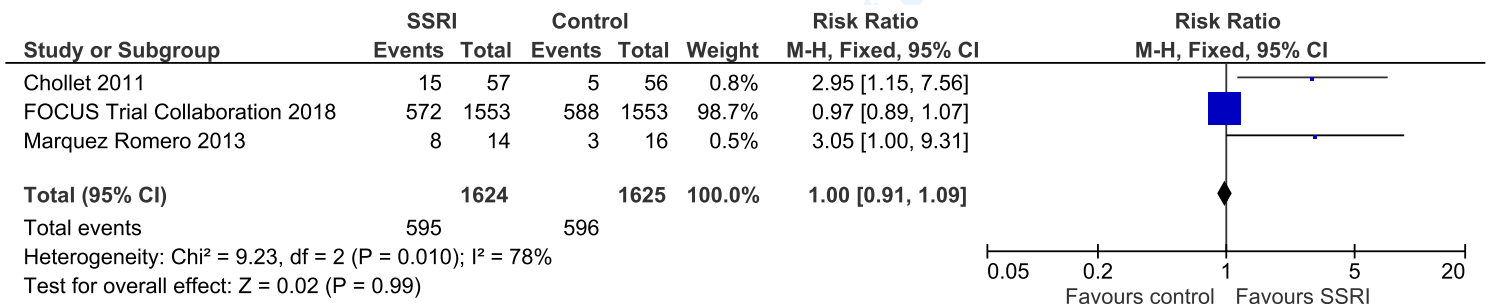 SSRI Control Risk Ratio Risk Ratio
Study or Subgroup Events Total Events Total Weight M-H, Fixed, 95% CI M-H, Fixed, 95% CI
Chollet 2011 15 57 5 56 0.8% 2.95 [1.15, 7.56]
FOCUS Trial Collaboration 2018 572 1553 588 1553 98.7% 0.97 [0.89, 1.07]
Marquez Romero 2013 8 14 3 16 0.5% 3.05 [1.00, 9.31]
Total (95% CI) 1624 1625 100.0% 1.00 [0.91, 1.09]
Total events 595 596
Heterogeneity: Chi² = 9.23, df = 2 (P = 0.010); I² = 78%
Test for overall effect: Z = 0.02 (P = 0.99)
0.05 0.2 1 5 20
Favours control Favours SSRI